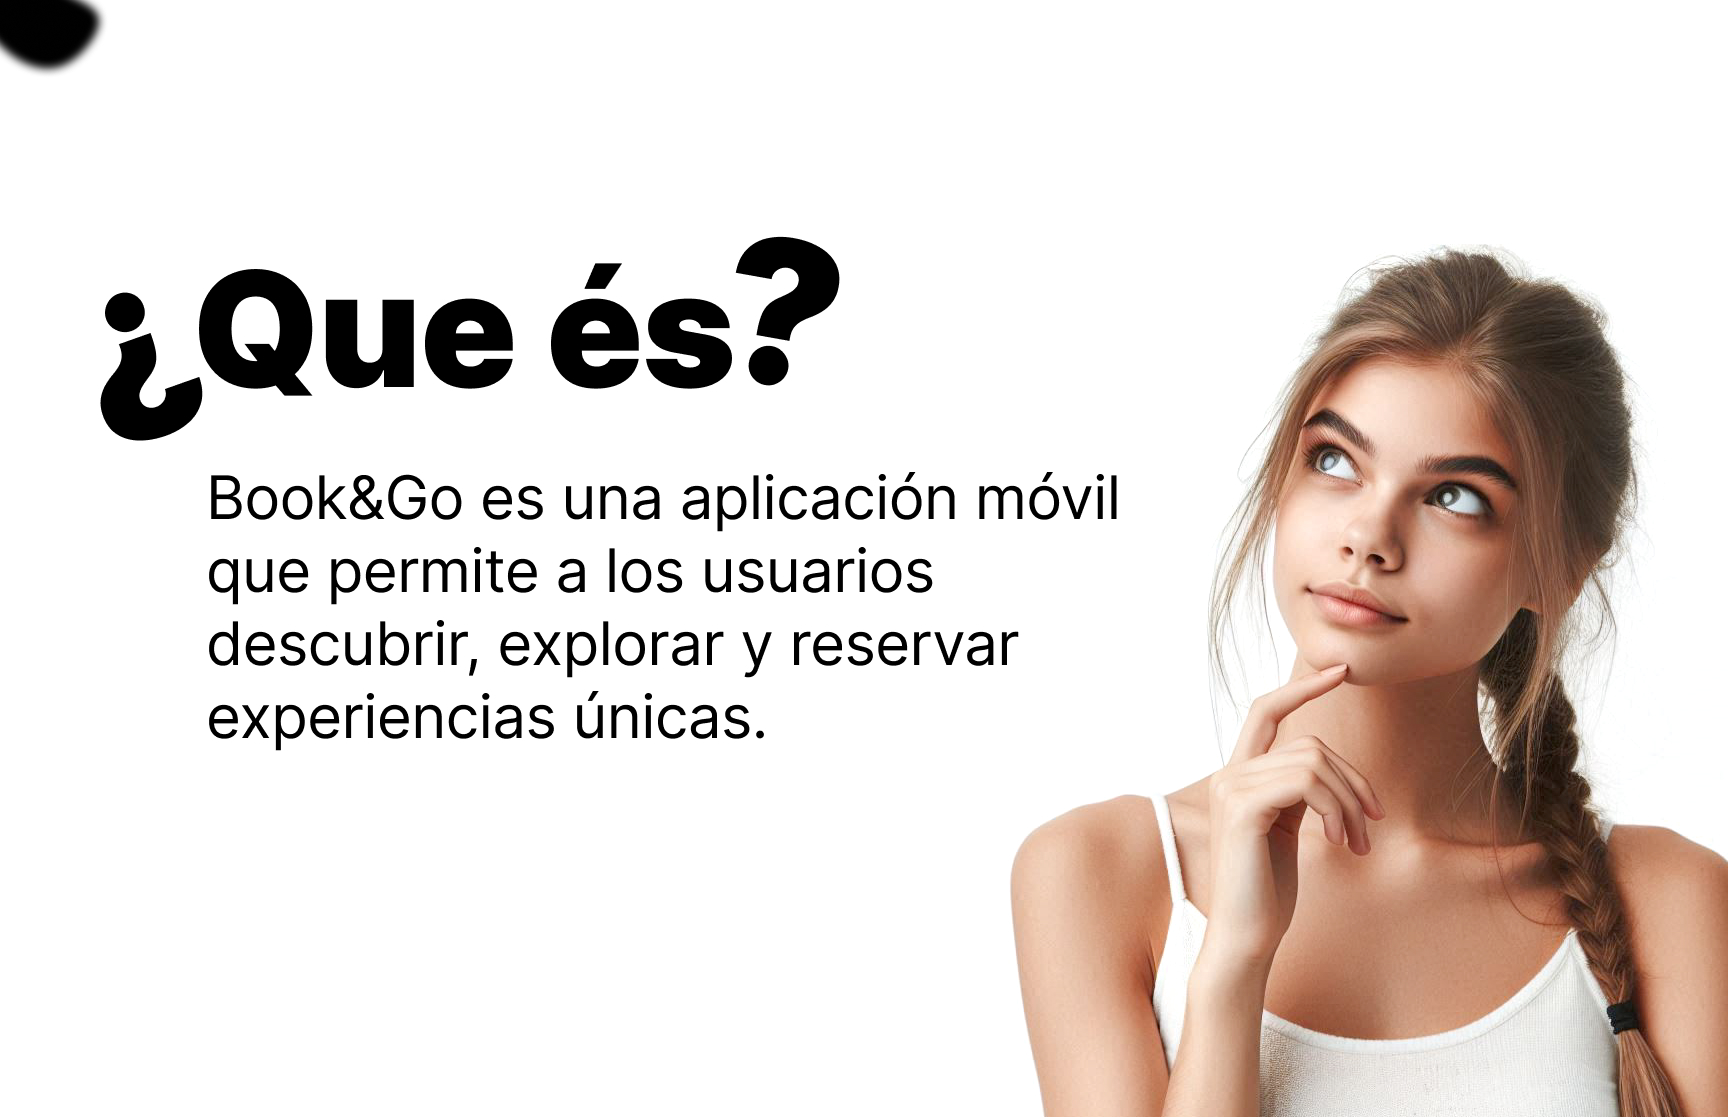 ¿Que és?
Book&Go es una aplicación móvil
que permite a los usuarios
descubrir, explorar y reservar
experiencias únicas.